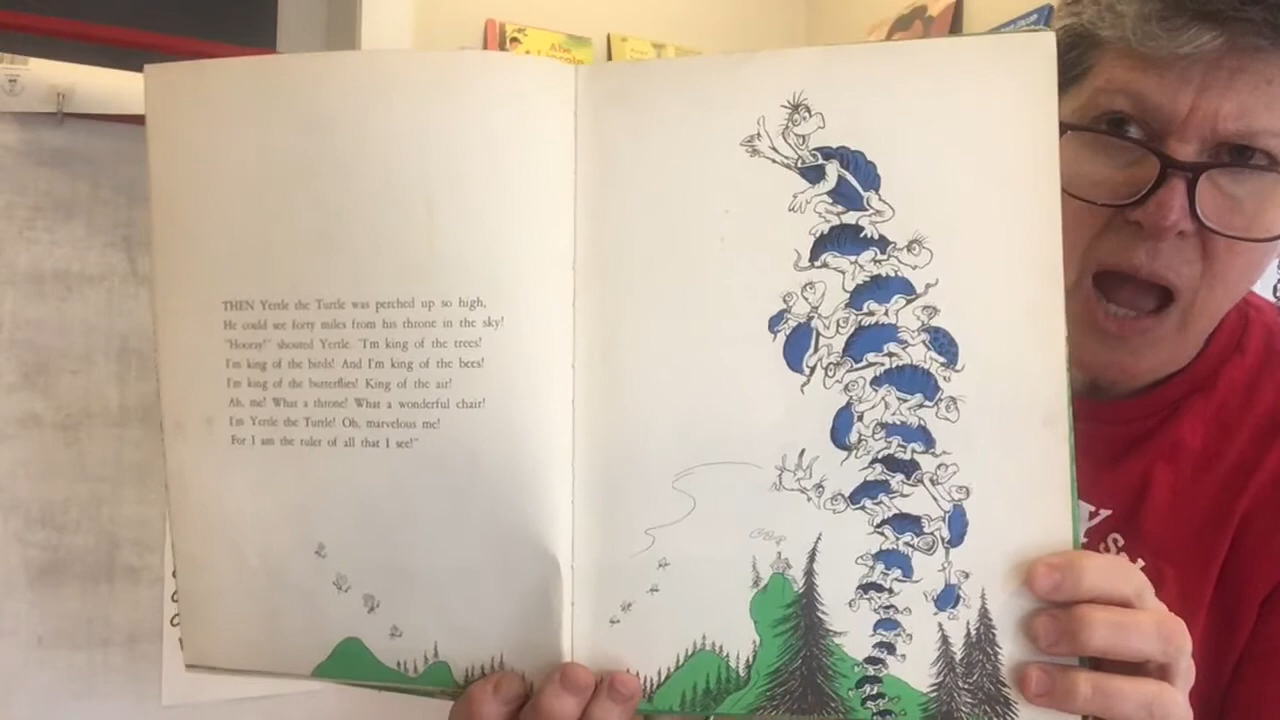 Abe
Lincoln
THEN Yertle the Turtle was perched up so high,
He could see forty miles from his throne in the sky!
"Hooray!" shouted Yertle. "I'm king of the trees!
I'm king of the birds! And I'm king of the bees!
I'm king of the butterflies! King of the air!
Ah, me! What a throne! What a wonderful chair!
I'm Yertle the Turtle! Oh, marvelous me!
For I am the ruler of all that I see!"